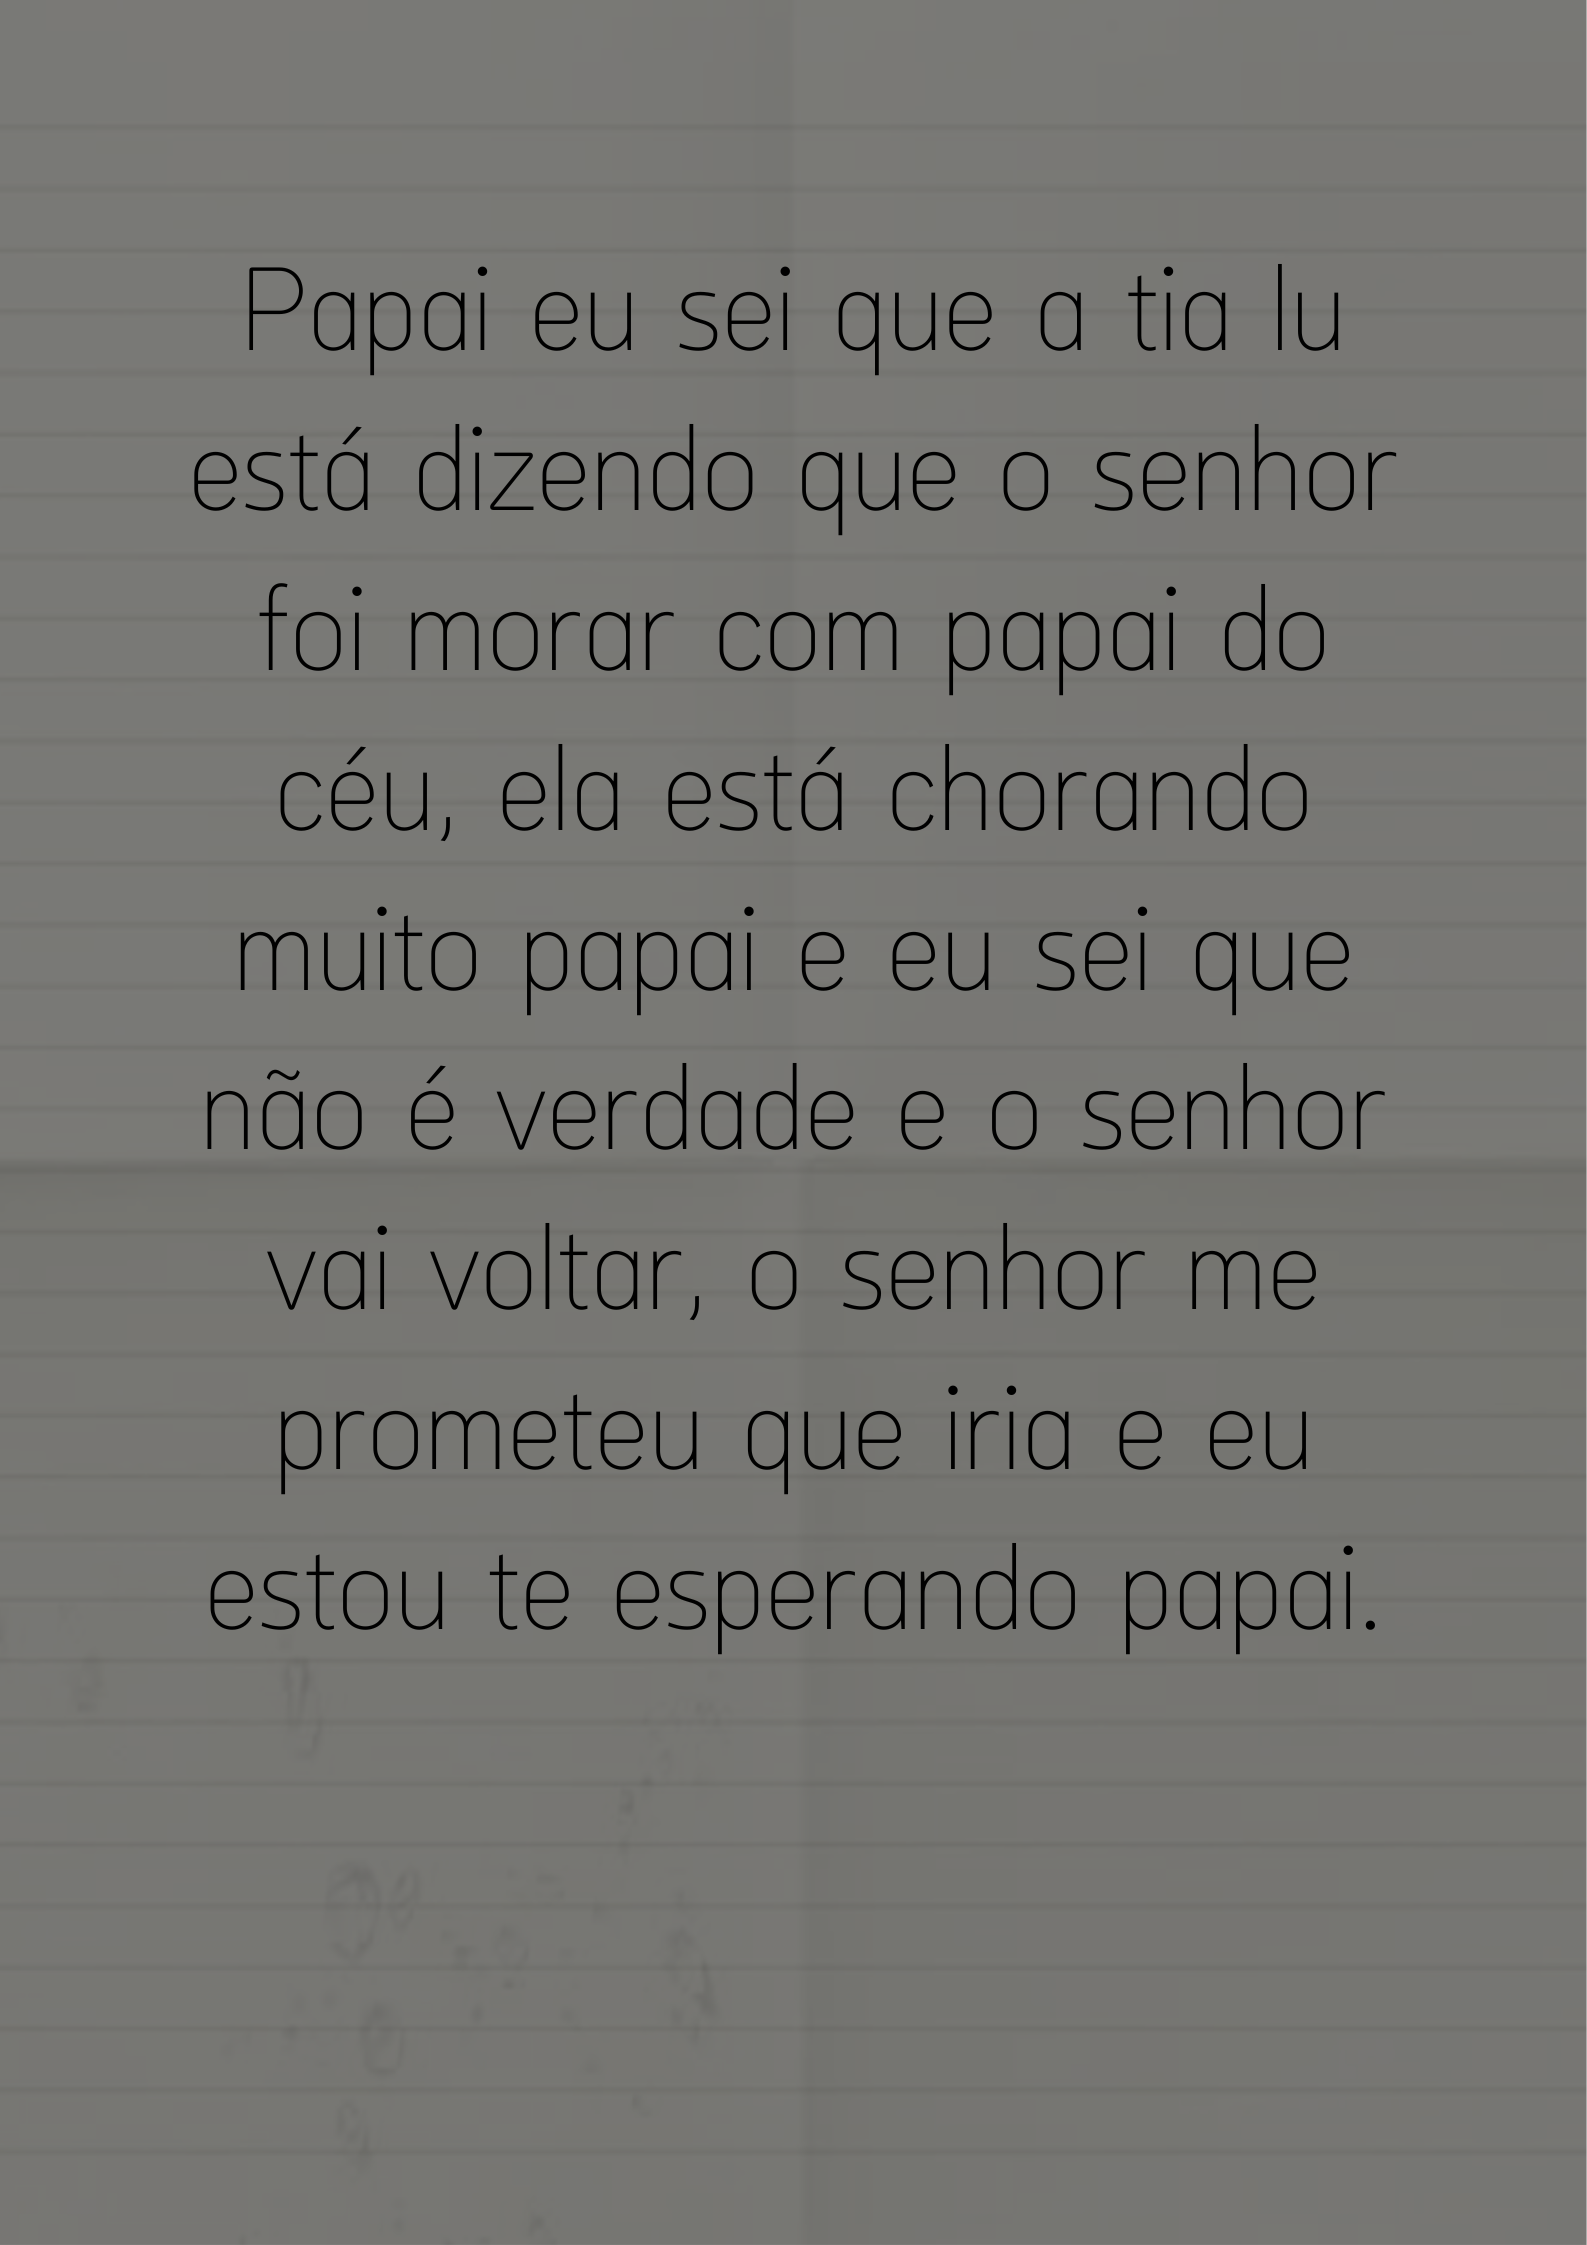 Papai eu sei que a tia lu
está dizendo que o senhor
foi morar com papai do
céu, ela está chorando
muito papai e eu sei que
não é verdade e o senhor
vai voltar, o senhor me
prometeu que iria e eu
estou te esperando papai.